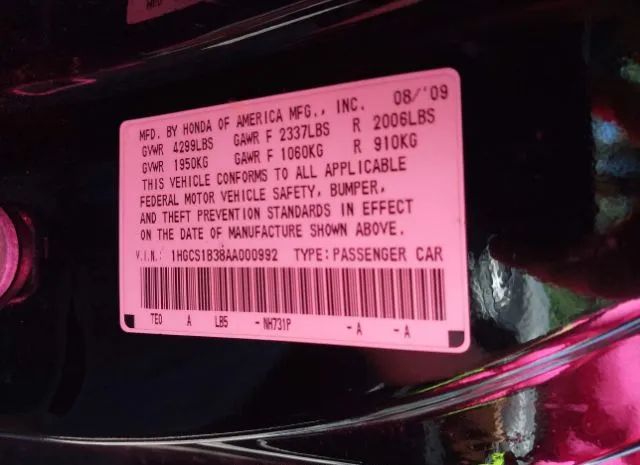 MFD. BY HONDA OF AMERICA MFG., INC. 08/'09
GVWR 4299LBS GAWR F 2337LBS R 2006LBS
GVWR 1950KG GAWR F 1060KG R 910KG
THIS VEHICLE CONFORMS TO ALL APPLICABLE
FEDERAL MOTOR VEHICLE SAFETY, BUMPER,
AND THEFT PREVENTION STANDARDS IN EFFECT
ON THE DATE OF MANUFACTURE SHOWN ABOVE.
V.I.N.: 1HGCS1B38AA000992 TYPE: PASSENGER CAR
TE0 A LB5 -NH731P -A -A